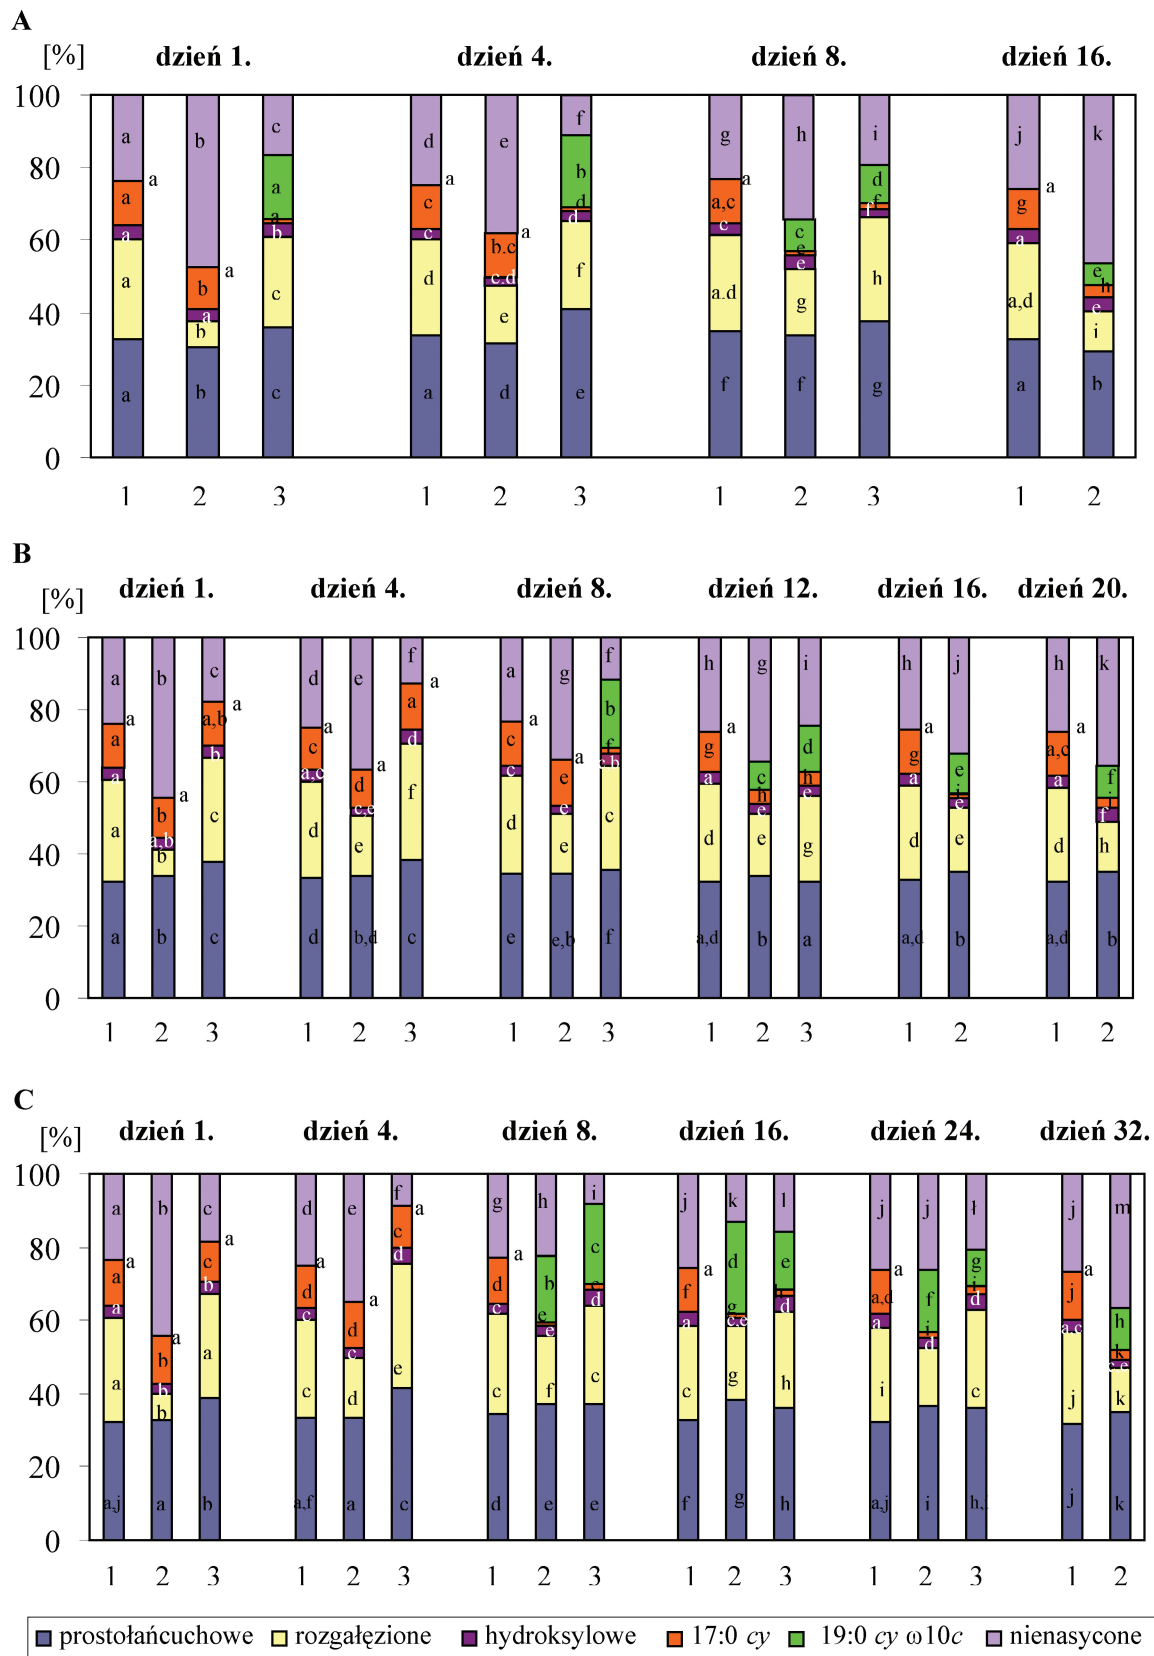 A
[%] dzień 1. dzień 4. dzień 8. dzień 16.
100
a b c d e f g h i j k
80
a a a a
a a c b a,c d g
b b.c c
60
a a b c d c e f a e h
a a b c d e f a.d g h a,d e i
40
20
a b c a d e f f g a b
0
1 2 3 1 2 3 1 2 3 1 2
B
[%] dzień 1. dzień 4. dzień 8. dzień 12. dzień 16. dzień 20.
100
a b c d e f a g f h g i h j k
80
a a a a a a a a a a
a b a,b c d a c e b g c d g e a,c f
60
a a,b b a,c c,e d c e c,b a e e a e f
a b c d e f d e c d e g d e d h
40
20
a b c d b,d c e e,b f a,d b a a,d b a,d b
0
1 2 3 1 2 3 1 2 3 1 2 3 1 2 1 2
C
[%] dzień 1. dzień 4. dzień 8. dzień 16. dzień 24. dzień 32.
100
a b c d e f g h i j k l j j ł j m
80
a a a a a a a a a a
a b c d d c d b c f d e a,d f g j h
60
a b b c c d c e d a c,e d d a,c
a b a c d e c f c c g h i c j k
40
20
a,j a b a,f a c d e e f g h a,j i h, j k
0
1 2 3 1 2 3 1 2 3 1 2 3 1 2 3 1 2
prostołańcuchowe rozgałęzione hydroksylowe 17:0 cy 19:0 cy ω10c nienasycone